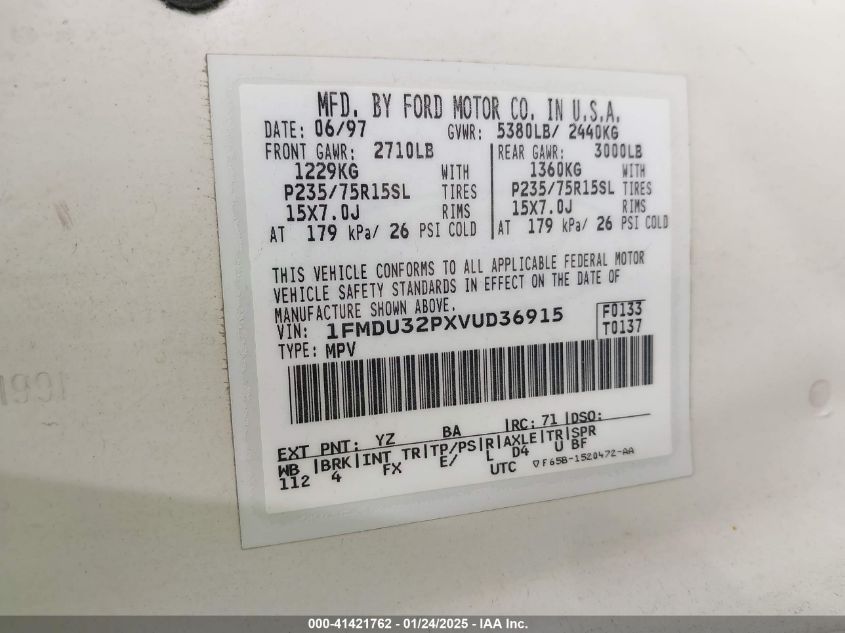 MFD. BY FORD MOTOR CO. IN U.S.A.
DATE: 06/97 GVWR: 5380LB/ 2440KG
FRONT GAWR: 2710LB REAR GAWR: 3000LB
1229KG WITH 1360KG WITH
P235/75R15SL TIRES P235/75R15SL TIRES
15X7.0J RIMS 15X7.0J RIMS
AT 179 kPa/ 26 PSI COLD AT 179 kPa/ 26 PSI COLD
THIS VEHICLE CONFORMS TO ALL APPLICABLE FEDERAL MOTOR
VEHICLE SAFETY STANDARDS IN EFFECT ON THE DATE OF
MANUFACTURE SHOWN ABOVE.
VIN: 1FMDU32PXVUD36915 F0133
TYPE: MPV T0137
EXT PNT: YZ BA RC: 71 DSO:
WB BRK INT TR TP/PS R AXLE TR SPR
112 4 FX E/ L D4 U BF
UTC ▽F65B-1520472-AA
000-41421762 - 01/24/2025 - IAA Inc.